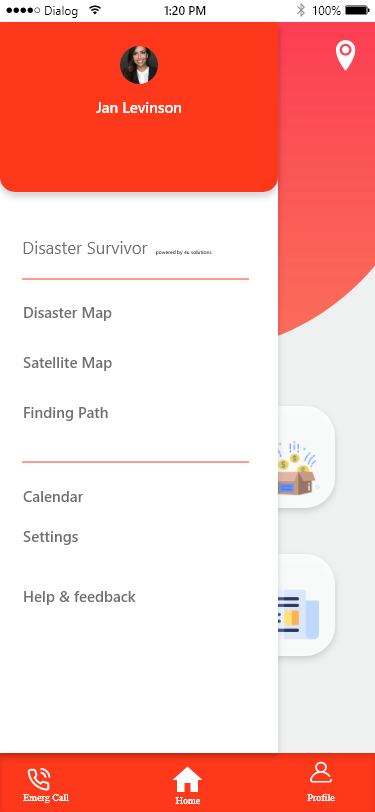 Dialog 1:20 PM 100%
Jan Levinson
Disaster Survivor powered by 4u solutions
Disaster Map
Satellite Map
Finding Path
Calendar
Settings
Help & feedback
Emerg Call Home Profile